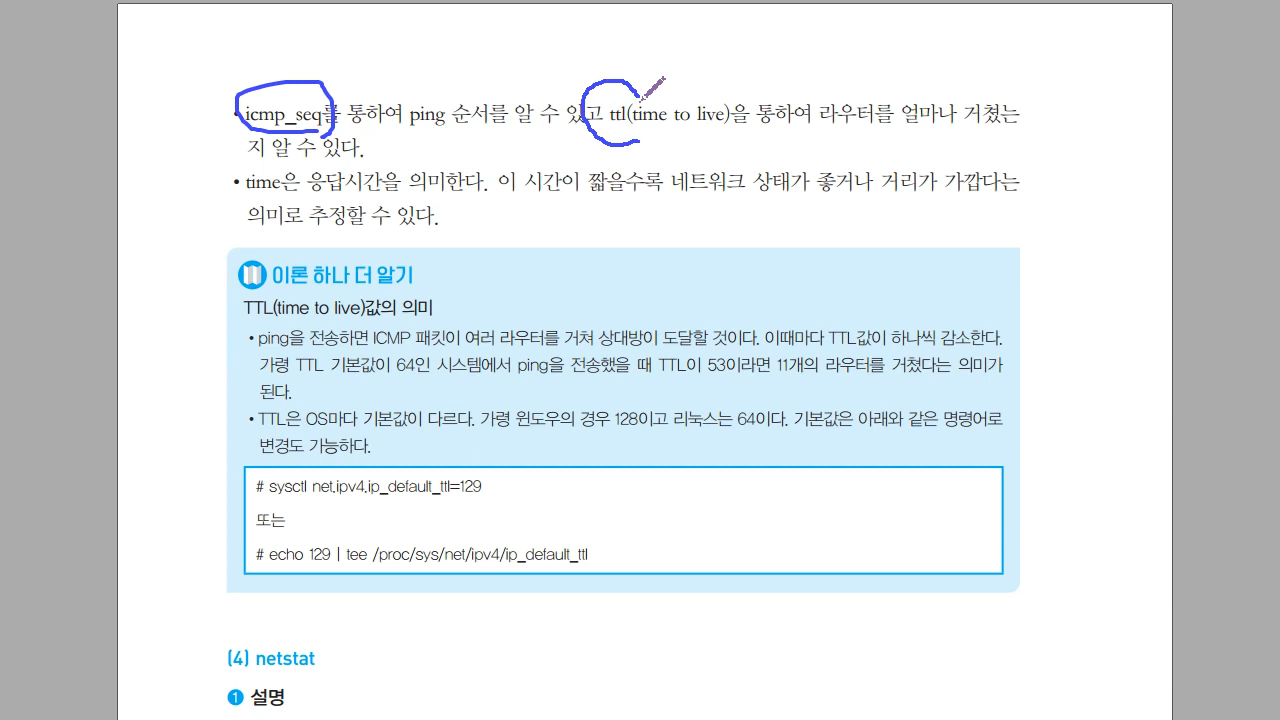 • icmp_seq를 통하여 ping 순서를 알 수 있고 ttl(time to live)을 통하여 라우터를 얼마나 거쳤는
지 알 수 있다.
• time은 응답시간을 의미한다. 이 시간이 짧을수록 네트워크 상태가 좋거나 거리가 가깝다는
의미로 추정할 수 있다.
이론 하나 더 알기
TTL(time to live)값의 의미
• ping을 전송하면 ICMP 패킷이 여러 라우터를 거쳐 상대방이 도달할 것이다. 이때마다 TTL값이 하나씩 감소한다.
가령 TTL 기본값이 64인 시스템에서 ping을 전송했을 때 TTL이 53이라면 11개의 라우터를 거쳤다는 의미가
된다.
• TTL은 OS마다 기본값이 다르다. 가령 윈도우의 경우 128이고 리눅스는 64이다. 기본값은 아래와 같은 명령어로
변경도 가능하다.
# sysctl net.ipv4.ip_default_ttl=129
또는
# echo 129 | tee /proc/sys/net/ipv4/ip_default_ttl
(4) netstat
❶ 설명